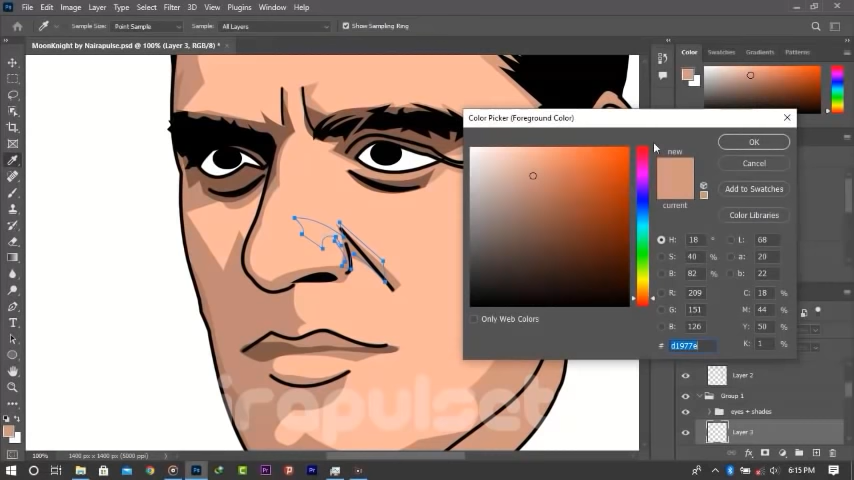 File Edit Image Layer Type Select Filter 3D View Plugins Window Help
Sample Size: Point Sample Sample: All Layers Show Sampling Ring
MoonKnight by Nairapulse.psd @ 100% (Layer 3, RGB/8) *
Color Swatches Gradients Patterns
Color Picker (Foreground Color)
new
current
OK
Cancel
Add to Swatches
Color Libraries
H: 18 ° L: 68
S: 40 % a: 20
B: 82 % b: 22
R: 209 C: 18 %
G: 151 M: 44 %
B: 126 Y: 50 %
# d1977e K: 1 %
Only Web Colors
Layer 2
Group 1
eyes + shades
Layer 3
irapulset
100% 1400 px x 1400 px (5000 ppi)
6:15 PM